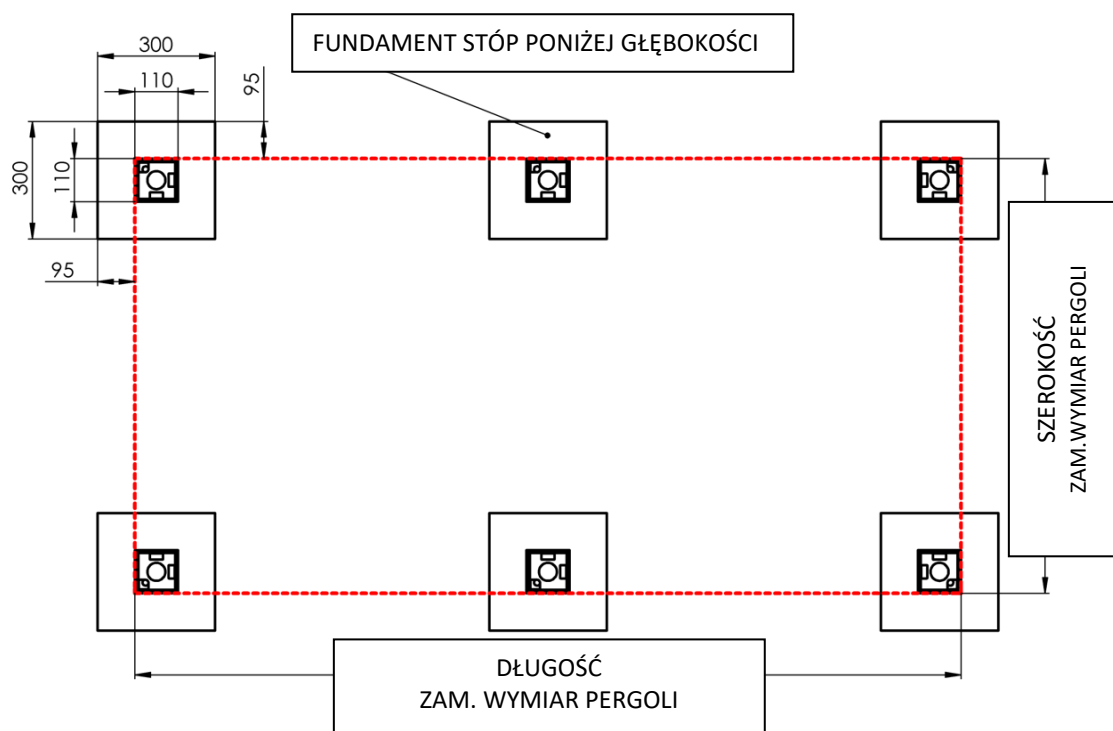 FUNDAMENT STÓP PONIŻEJ GŁĘBOKOŚCI
300
110
95
300
110
95
SZEROKOŚĆ
ZAM.WYMIAR PERGOLI
DŁUGOŚĆ
ZAM. WYMIAR PERGOLI